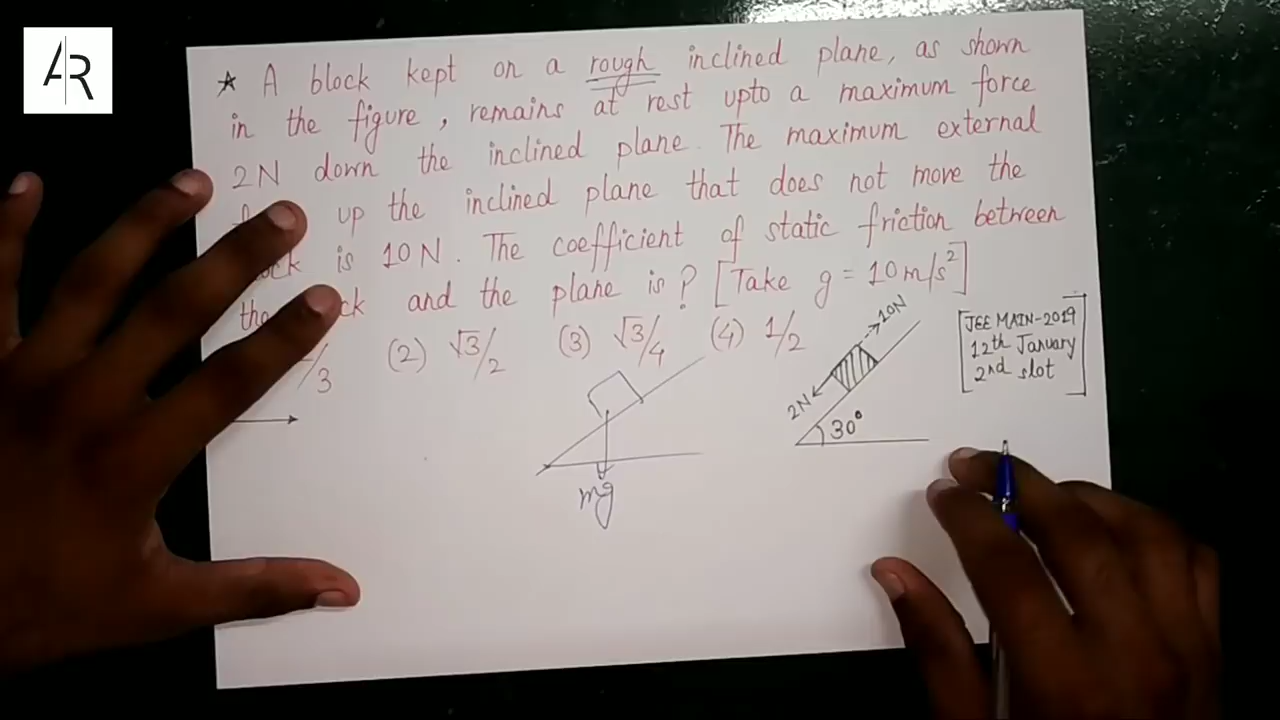 AR
★ A block kept on a rough inclined plane, as shown
in the figure, remains at rest upto a maximum force
2N down the inclined plane. The maximum external
up the inclined plane that does not move the
is 10N. The coefficient of static friction between
and the plane is? [Take g = 10m/s²]
(2) √3/2 (3) √3/4 (4) 1/2
10N
2N
30°
[JEE MAIN-2019
12th January
2nd slot]
mg